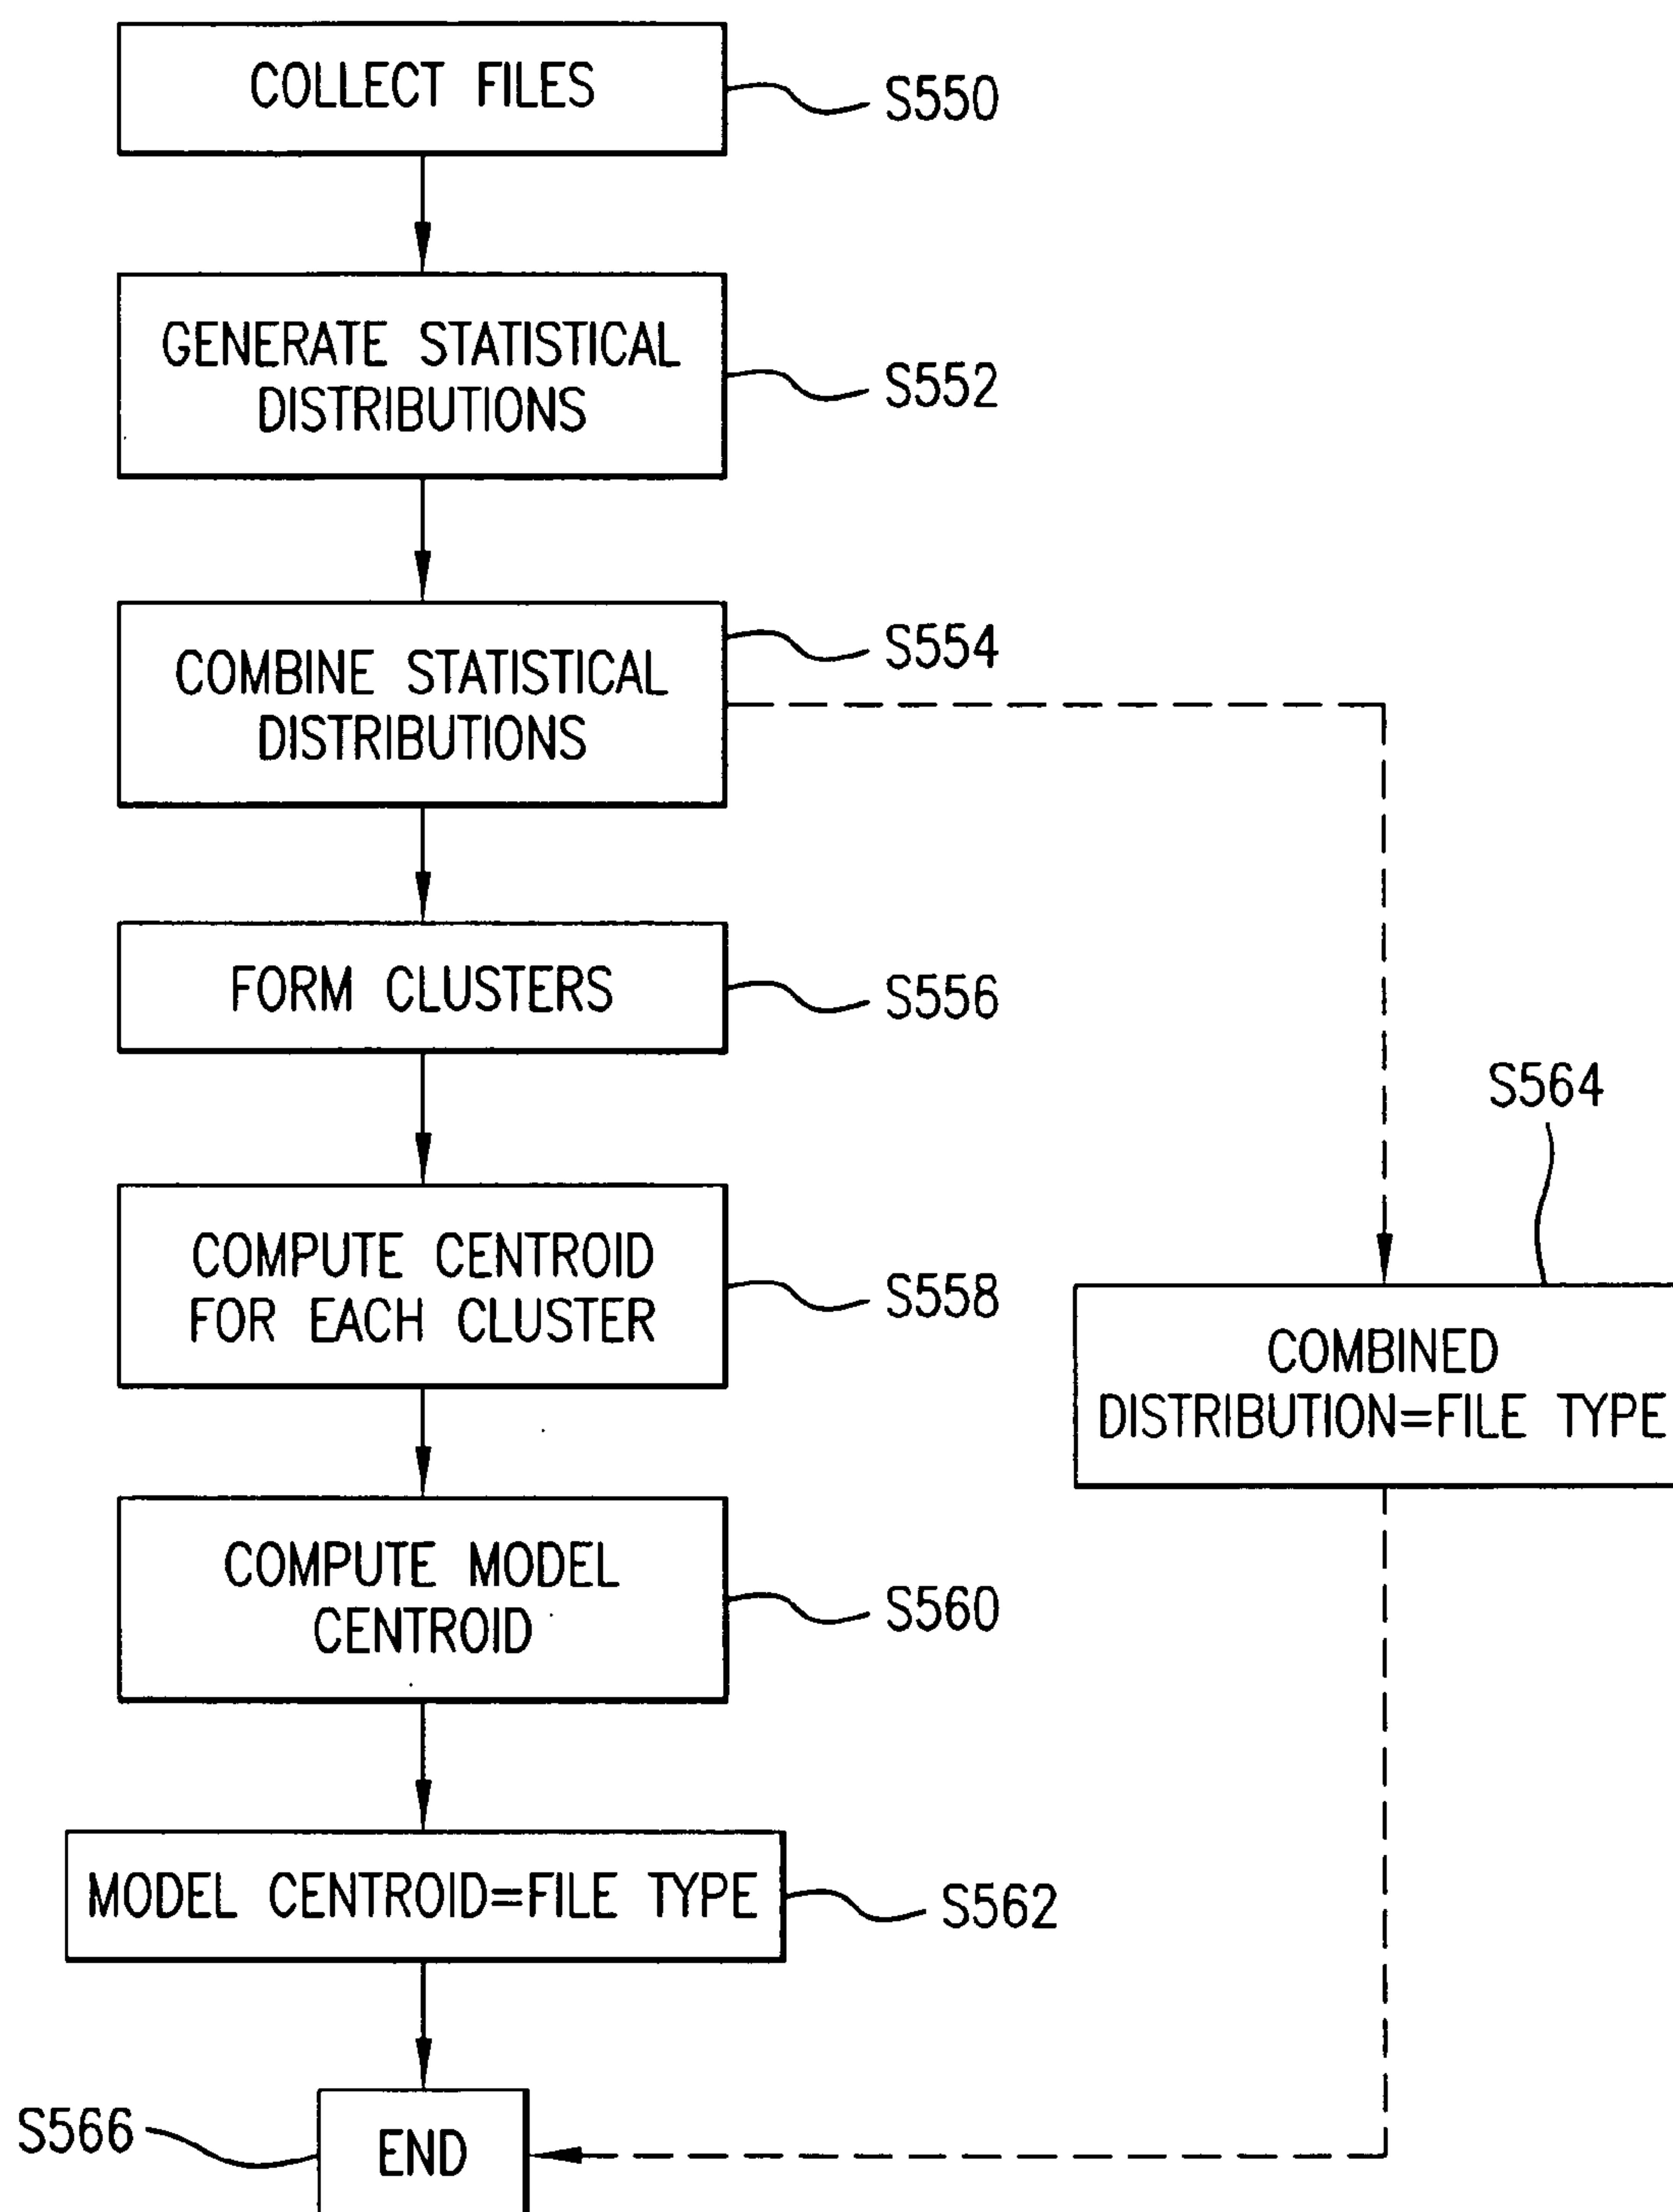 COLLECT FILES
S550
GENERATE STATISTICAL
DISTRIBUTIONS
S552
COMBINE STATISTICAL
DISTRIBUTIONS
S554
FORM CLUSTERS
S556
S564
COMPUTE CENTROID
FOR EACH CLUSTER
S558
COMBINED
DISTRIBUTION=FILE TYPE
COMPUTE MODEL
CENTROID
S560
MODEL CENTROID=FILE TYPE
S562
S566
END